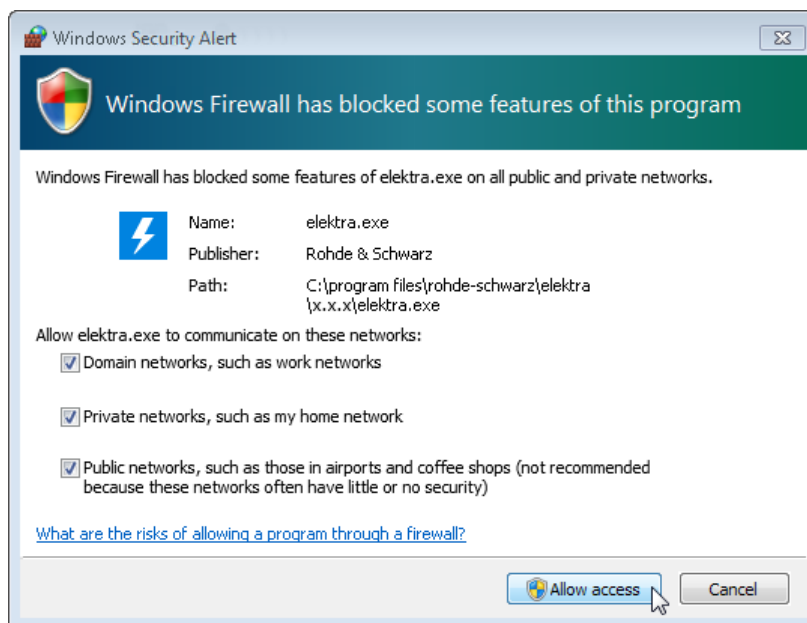 Windows Security Alert
Windows Firewall has blocked some features of this program
Windows Firewall has blocked some features of elektra.exe on all public and private networks.
Name: elektra.exe
Publisher: Rohde & Schwarz
Path: C:\program files\rohde-schwarz\elektra
\x.x.x\elektra.exe
Allow elektra.exe to communicate on these networks:
Domain networks, such as work networks
Private networks, such as my home network
Public networks, such as those in airports and coffee shops (not recommended
because these networks often have little or no security)
What are the risks of allowing a program through a firewall?
Allow access Cancel